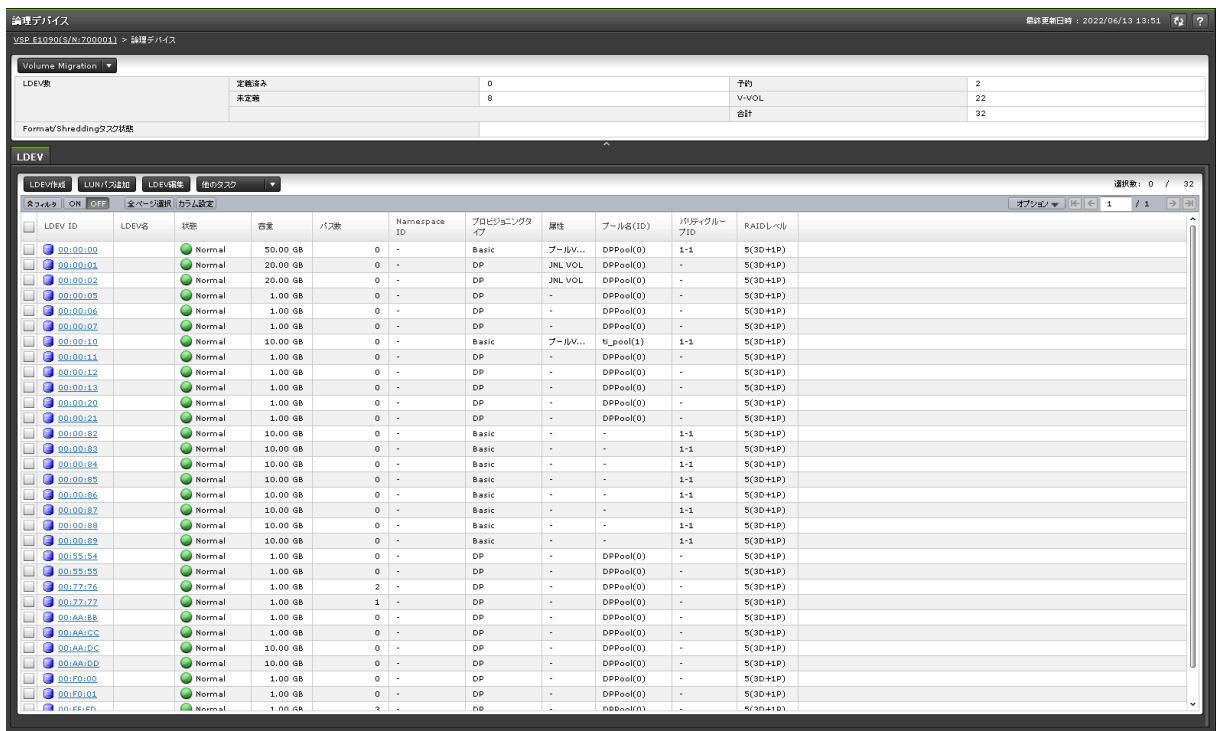 論理デバイス 最終更新日時 : 2022/06/13 13:51 ?
VSP E1090(S/N:700001) > 論理デバイス
Volume Migration
LDEV数 定義済み 0 予約 2
未定義 8 V-VOL 22
合計 32
Format/Shreddingタスク状態
LDEV
LDEV作成 LUNパス追加 LDEV編集 他のタスク 選択数: 0 / 32
フィルタ ON OFF 全ページ選択 カラム設定 オプション 1 / 1
LDEV ID LDEV名 状態 容量 パス数 Namespace ID プロビジョニングタイプ 属性 プール名(ID) パリティグループID RAIDレベル
00:00:00 Normal 50.00 GB 0 - Basic プールV... DPPool(0) 1-1 5(3D+1P)
00:00:01 Normal 20.00 GB 0 - DP JNL VOL DPPool(0) - 5(3D+1P)
00:00:02 Normal 20.00 GB 0 - DP JNL VOL DPPool(0) - 5(3D+1P)
00:00:05 Normal 1.00 GB 0 - DP - DPPool(0) - 5(3D+1P)
00:00:06 Normal 1.00 GB 0 - DP - DPPool(0) - 5(3D+1P)
00:00:07 Normal 1.00 GB 0 - DP - DPPool(0) - 5(3D+1P)
00:00:10 Normal 10.00 GB 0 - Basic プールV... ti_pool(1) 1-1 5(3D+1P)
00:00:11 Normal 1.00 GB 0 - DP - DPPool(0) - 5(3D+1P)
00:00:12 Normal 1.00 GB 0 - DP - DPPool(0) - 5(3D+1P)
00:00:13 Normal 1.00 GB 0 - DP - DPPool(0) - 5(3D+1P)
00:00:20 Normal 1.00 GB 0 - DP - DPPool(0) - 5(3D+1P)
00:00:21 Normal 1.00 GB 0 - DP - DPPool(0) - 5(3D+1P)
00:00:82 Normal 10.00 GB 0 - Basic - - 1-1 5(3D+1P)
00:00:83 Normal 10.00 GB 0 - Basic - - 1-1 5(3D+1P)
00:00:84 Normal 10.00 GB 0 - Basic - - 1-1 5(3D+1P)
00:00:85 Normal 10.00 GB 0 - Basic - - 1-1 5(3D+1P)
00:00:86 Normal 10.00 GB 0 - Basic - - 1-1 5(3D+1P)
00:00:87 Normal 10.00 GB 0 - Basic - - 1-1 5(3D+1P)
00:00:88 Normal 10.00 GB 0 - Basic - - 1-1 5(3D+1P)
00:00:89 Normal 10.00 GB 0 - Basic - - 1-1 5(3D+1P)
00:55:54 Normal 1.00 GB 0 - DP - DPPool(0) - 5(3D+1P)
00:55:55 Normal 1.00 GB 0 - DP - DPPool(0) - 5(3D+1P)
00:77:76 Normal 1.00 GB 2 - DP - DPPool(0) - 5(3D+1P)
00:77:77 Normal 1.00 GB 1 - DP - DPPool(0) - 5(3D+1P)
00:AA:BB Normal 1.00 GB 0 - DP - DPPool(0) - 5(3D+1P)
00:AA:CC Normal 1.00 GB 0 - DP - DPPool(0) - 5(3D+1P)
00:AA:DC Normal 10.00 GB 0 - DP - DPPool(0) - 5(3D+1P)
00:AA:DD Normal 10.00 GB 0 - DP - DPPool(0) - 5(3D+1P)
00:F0:00 Normal 1.00 GB 0 - DP - DPPool(0) - 5(3D+1P)
00:F0:01 Normal 1.00 GB 0 - DP - DPPool(0) - 5(3D+1P)
Normal 1.00 GB - DP - DPPool(0) - 5(3D+1P)